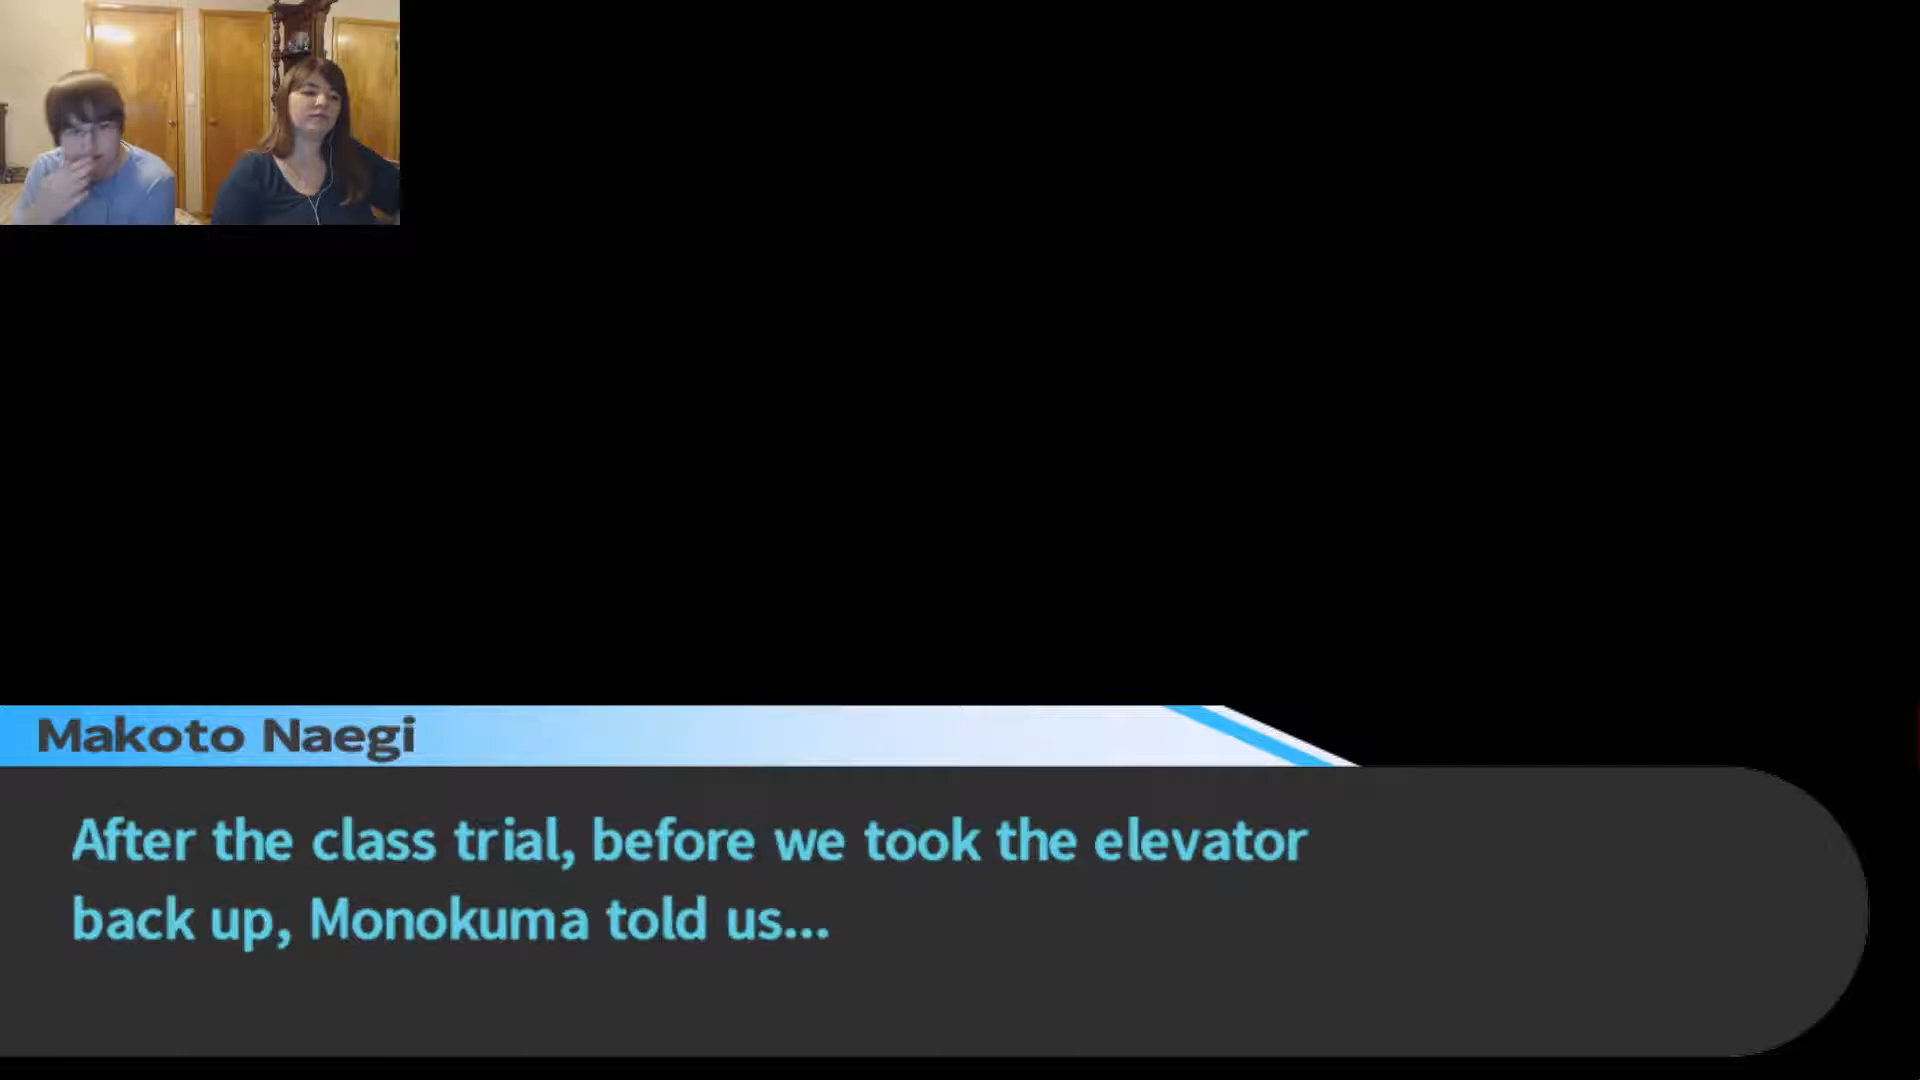 Makoto Naegi
After the class trial, before we took the elevator
back up, Monokuma told us...